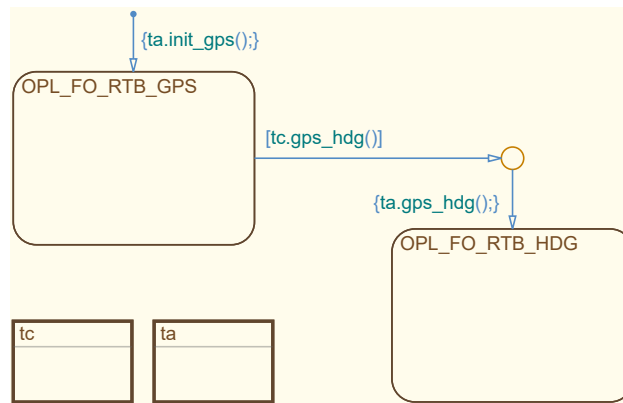 {ta.init_gps();}
OPL_FO_RTB_GPS
[tc.gps_hdg()]
{ta.gps_hdg();}
OPL_FO_RTB_HDG
tc
ta